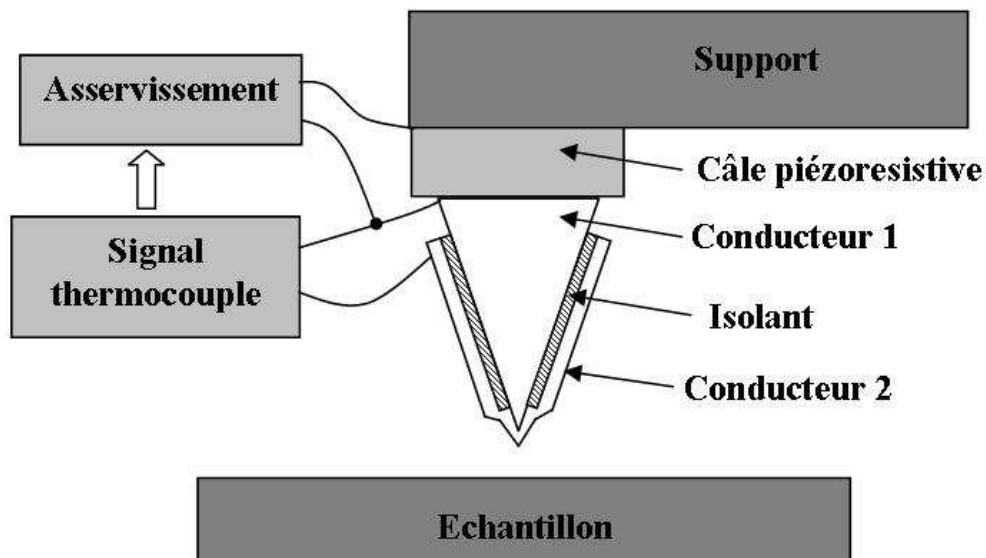 Support
Asservissement
Câle piézoresistive
Conducteur 1
Signal
thermocouple
Isolant
Conducteur 2
Echantillon